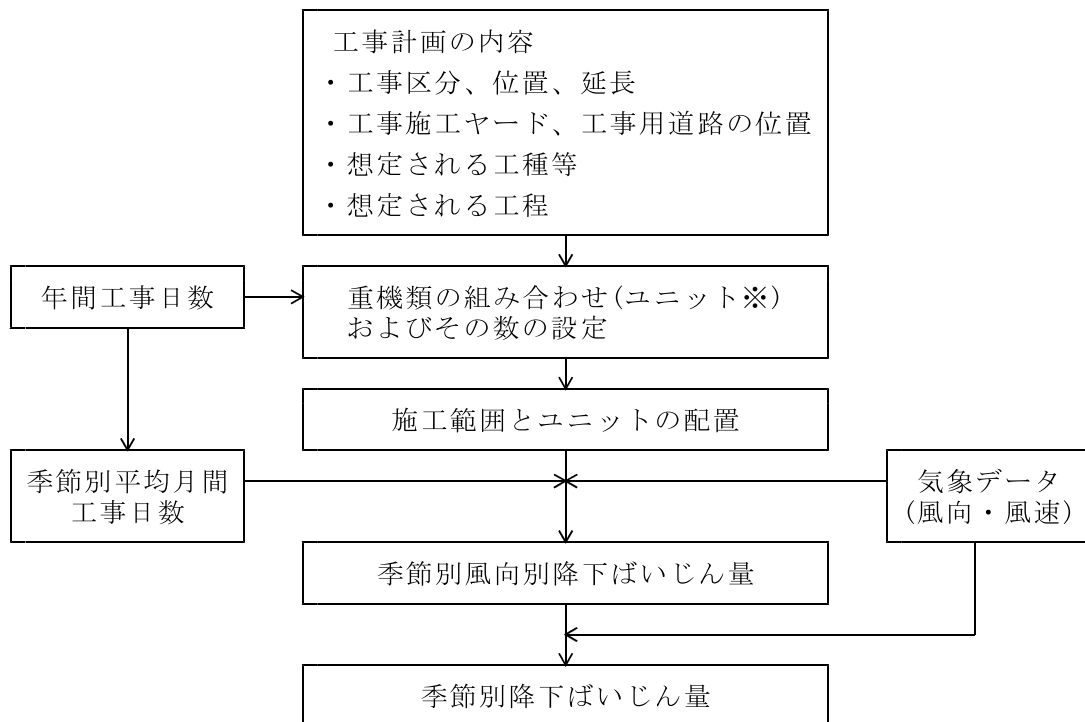 工事計画の内容
・工事区分、位置、延長
・工事施工ヤード、工事用道路の位置
・想定される工種等
・想定される工程
年間工事日数
重機類の組み合わせ(ユニット※)
およびその数の設定
施工範囲とユニットの配置
季節別平均月間
工事日数
気象データ
(風向・風速)
季節別風向別降下ばいじん量
季節別降下ばいじん量